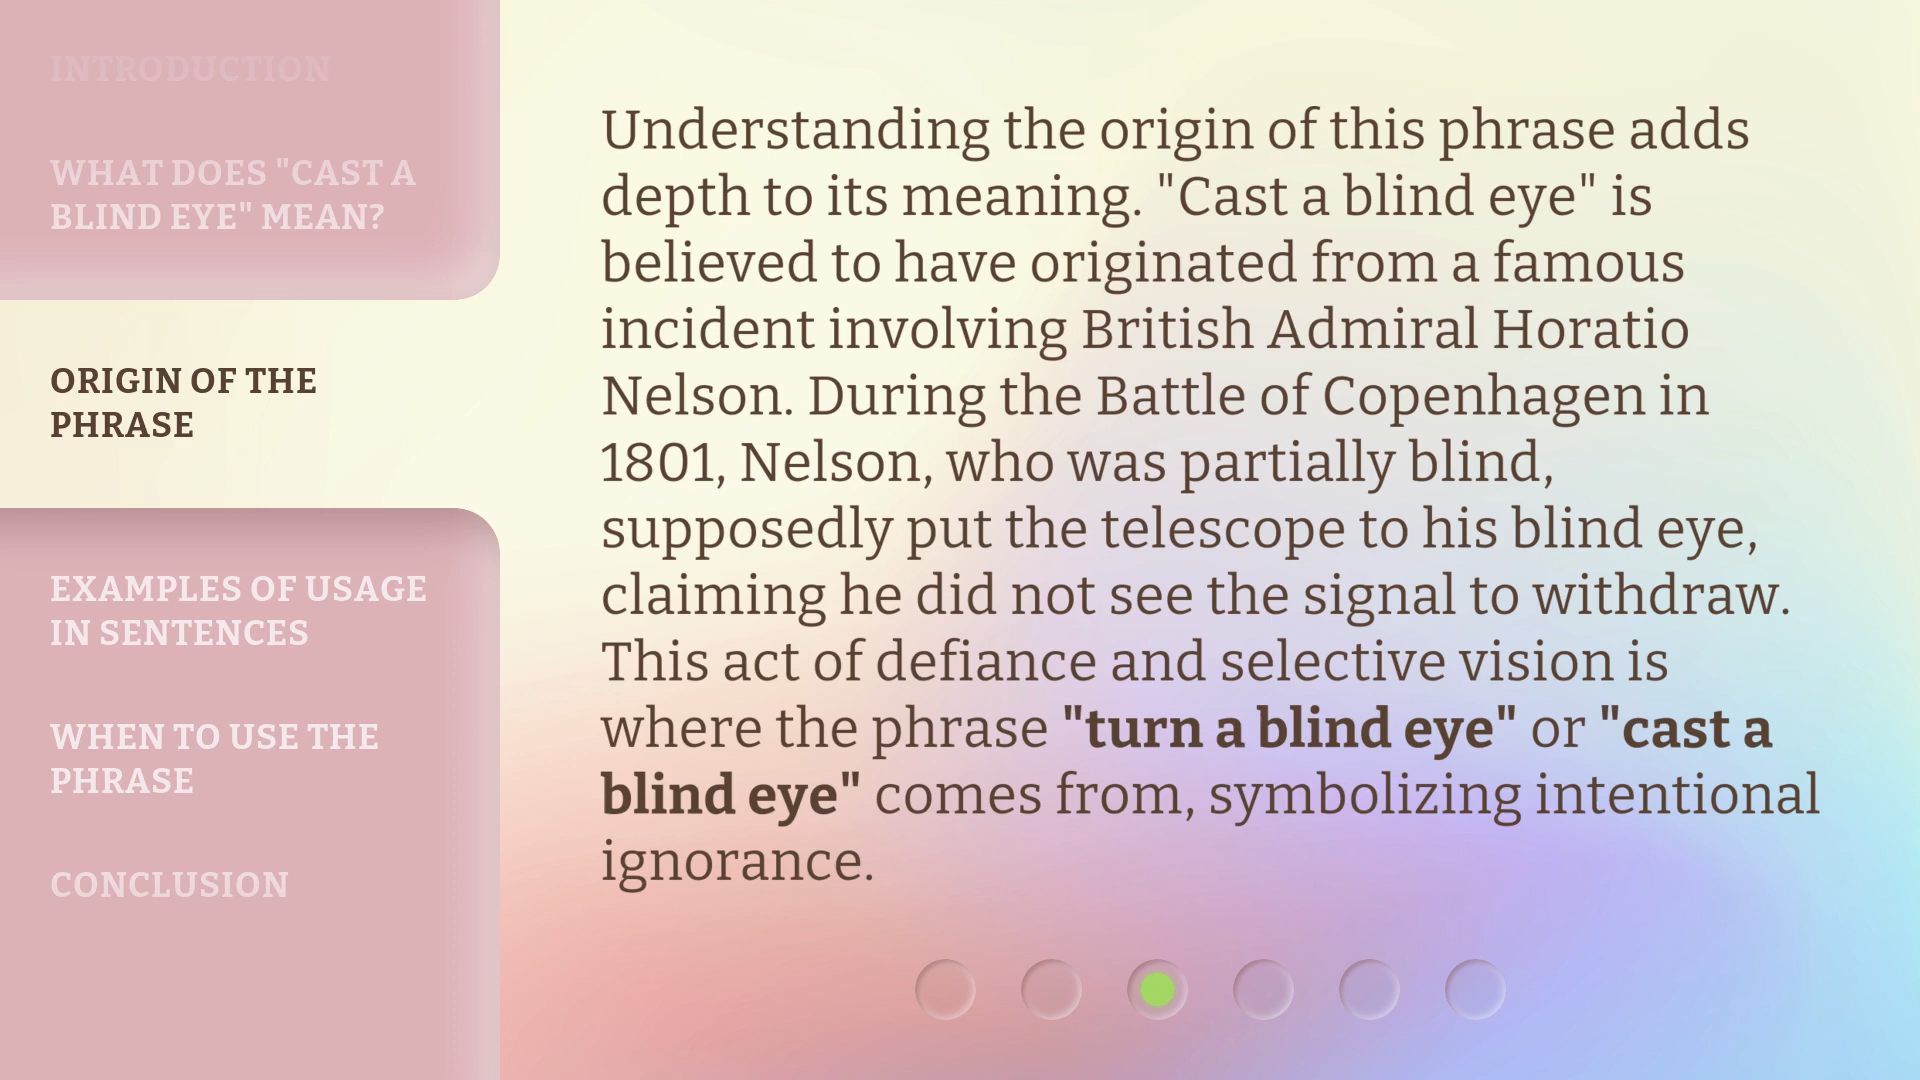 INTRODUCTION
WHAT DOES "CAST A
BLIND EYE" MEAN?
ORIGIN OF THE
PHRASE
EXAMPLES OF USAGE
IN SENTENCES
WHEN TO USE THE
PHRASE
CONCLUSION
Understanding the origin of this phrase adds
depth to its meaning. "Cast a blind eye" is
believed to have originated from a famous
incident involving British Admiral Horatio
Nelson. During the Battle of Copenhagen in
1801, Nelson, who was partially blind,
supposedly put the telescope to his blind eye,
claiming he did not see the signal to withdraw.
This act of defiance and selective vision is
where the phrase "turn a blind eye" or "cast a
blind eye" comes from, symbolizing intentional
ignorance.